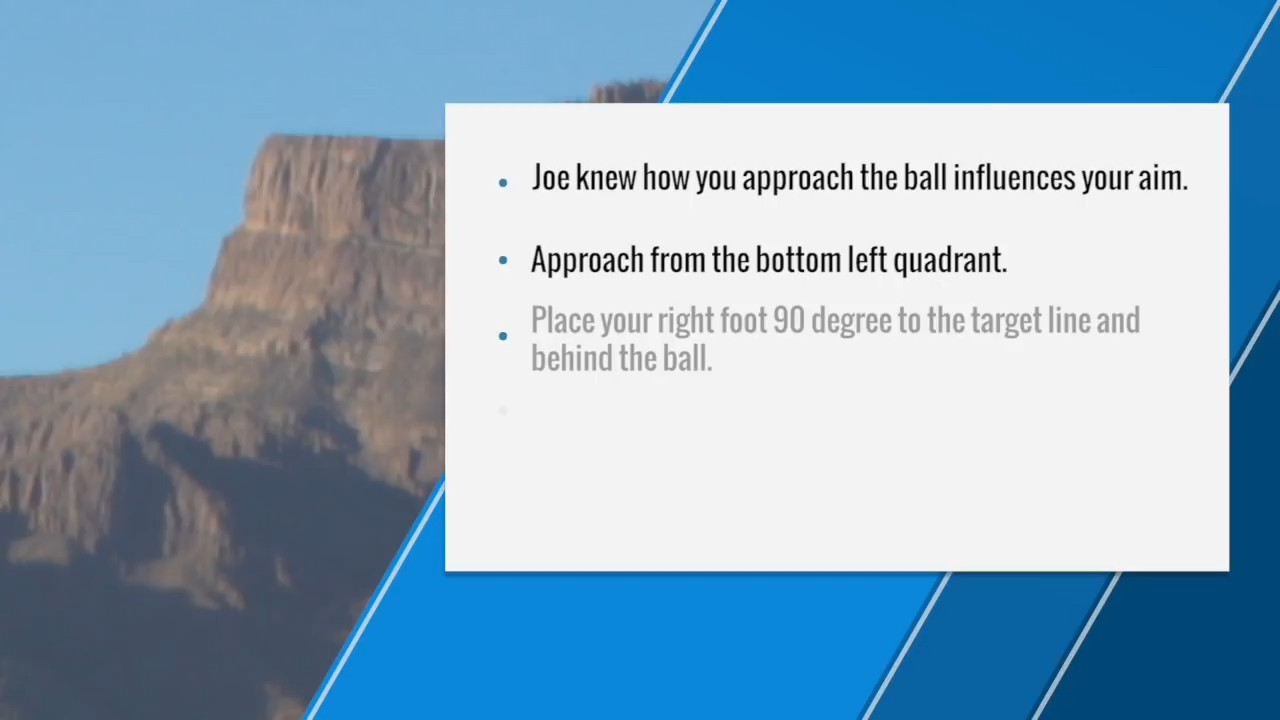 Joe knew how you approach the ball influences your aim.
Approach from the bottom left quadrant.
Place your right foot 90 degree to the target line and
behind the ball.